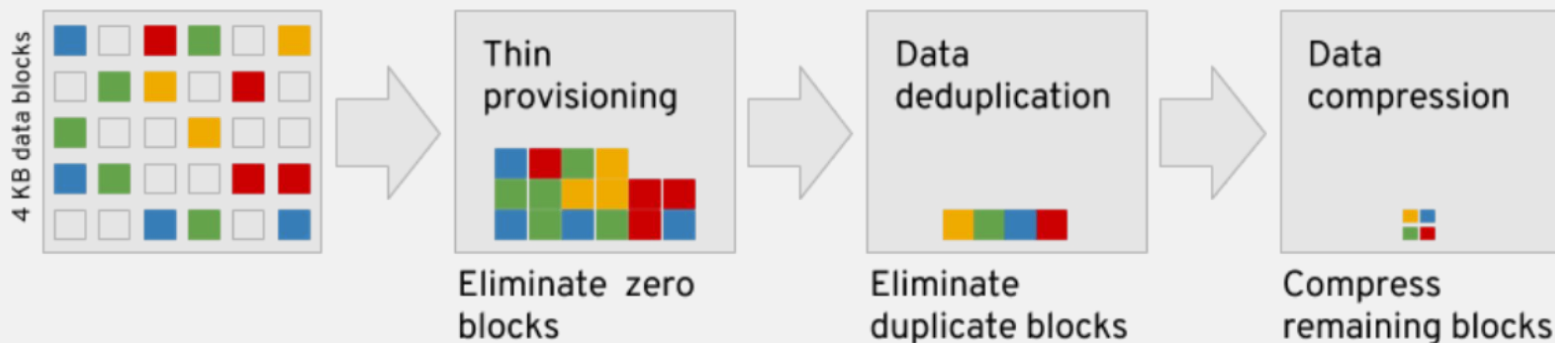 4 KB data blocks
Thin
provisioning
Eliminate zero
blocks
Data
deduplication
Eliminate
duplicate blocks
Data
compression
Compress
remaining blocks